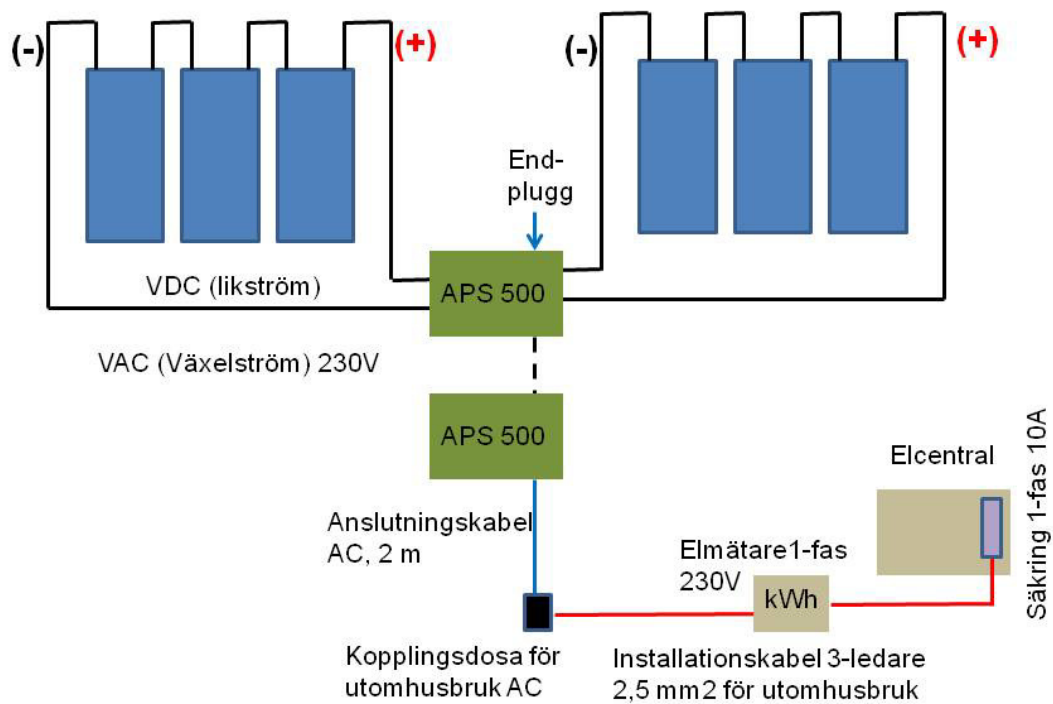 (-)
(+)
(-)
(+)
End-
plugg
VDC (likström)
APS 500
VAC (Växelström) 230V
APS 500
Elcentral
Säkring 1-fas 10A
Anslutningskabel
AC, 2 m
Elmätare1-fas
230V
kWh
Kopplingsdosa för
utomhusbruk AC
Installationskabel 3-ledare
2,5 mm2 för utomhusbruk